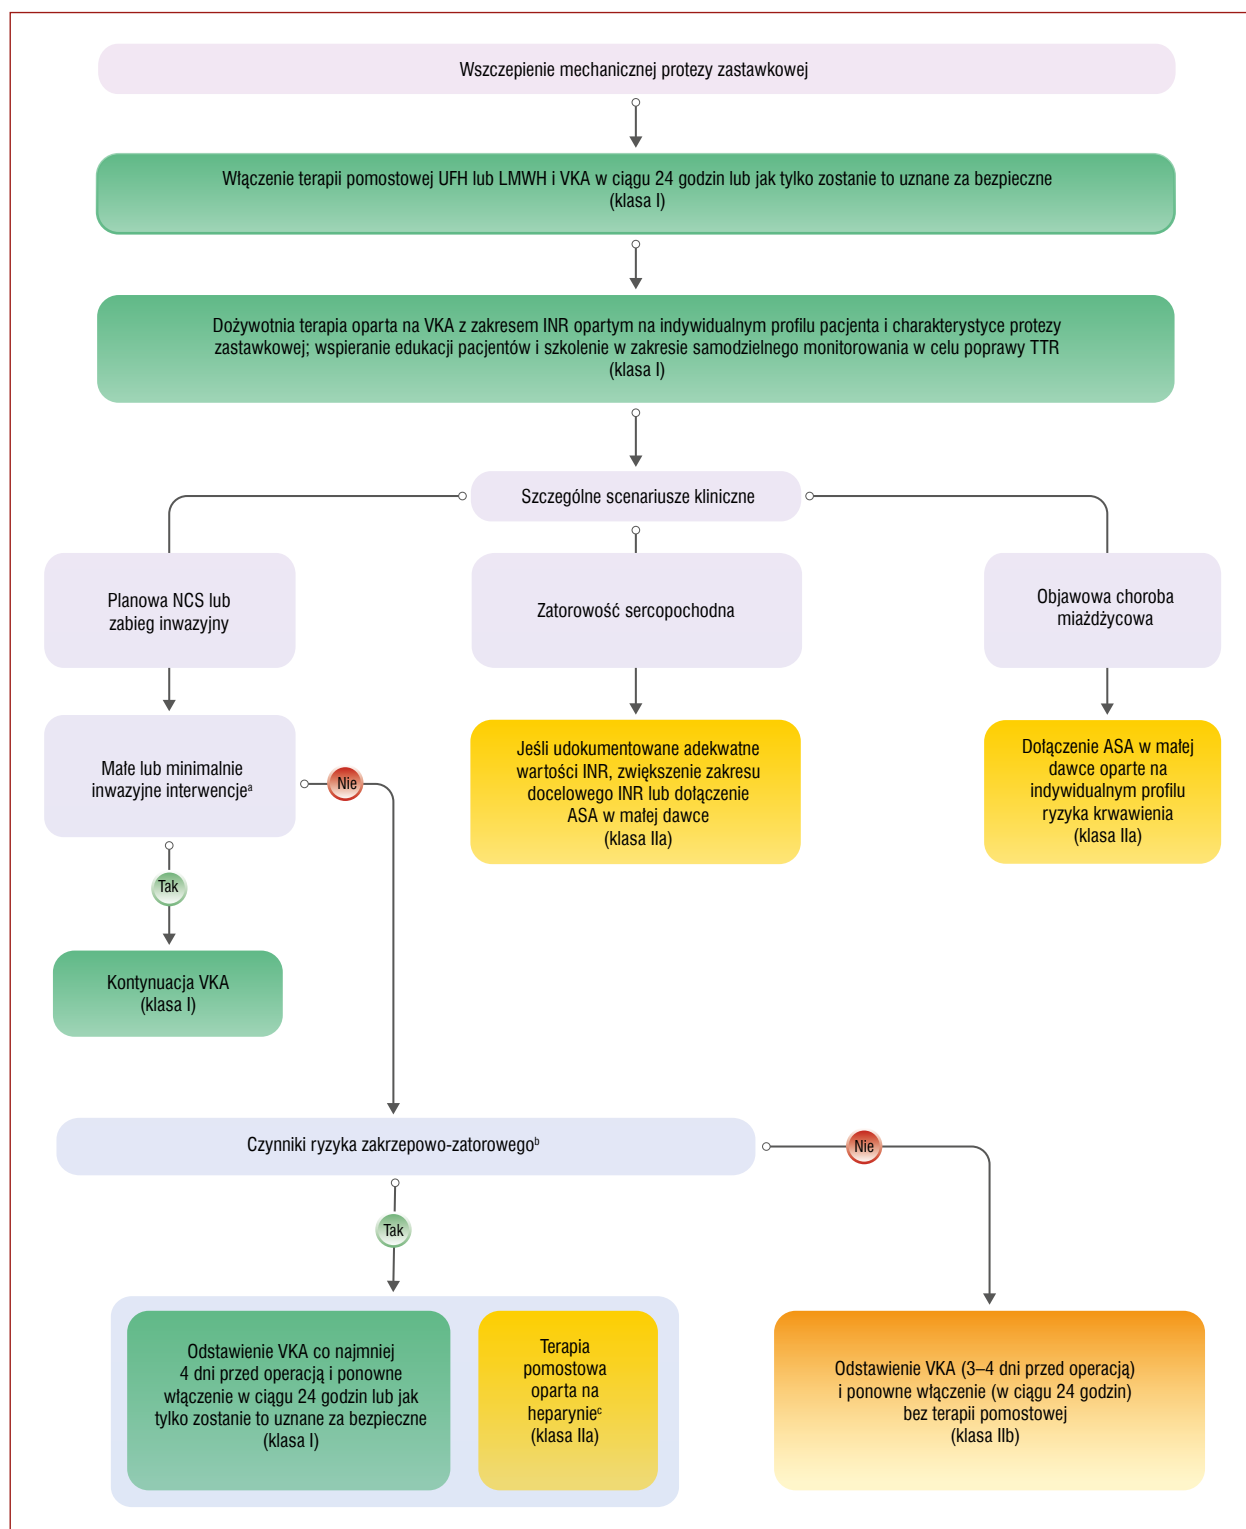 Wszczepienie mechanicznej protezy zastawkowej
Włączenie terapii pomostowej UFH lub LMWH i VKA w ciągu 24 godzin lub jak tylko zostanie to uznane za bezpieczne
(klasa I)
Dożywotnia terapia oparta na VKA z zakresem INR opartym na indywidualnym profilu pacjenta i charakterystyce protezy
zastawkowej; wspieranie edukacji pacjentów i szkolenie w zakresie samodzielnego monitorowania w celu poprawy TTR
(klasa I)
Szczególne scenariusze kliniczne
Planowa NCS lub
zabieg inwazyjny
Zatorowość sercopochodna
Objawowa choroba
miażdżycowa
Małe lub minimalnie
inwazyjne interwencjeᵃ
Nie
Jeśli udokumentowane adekwatne
wartości INR, zwiększenie zakresu
docelowego INR lub dołączenie
ASA w małej dawce
(klasa IIa)
Dołączenie ASA w małej
dawce oparte na
indywidualnym profilu
ryzyka krwawienia
(klasa IIa)
Tak
Kontynuacja VKA
(klasa I)
Czynniki ryzyka zakrzepowo-zatorowegoᵇ
Nie
Tak
Odstawienie VKA co najmniej
4 dni przed operacją i ponowne
włączenie w ciągu 24 godzin lub jak
tylko zostanie to uznane za bezpieczne
(klasa I)
Terapia
pomostowa
oparta na
heparynieᶜ
(klasa IIa)
Odstawienie VKA (3–4 dni przed operacją)
i ponowne włączenie (w ciągu 24 godzin)
bez terapii pomostowej
(klasa IIb)